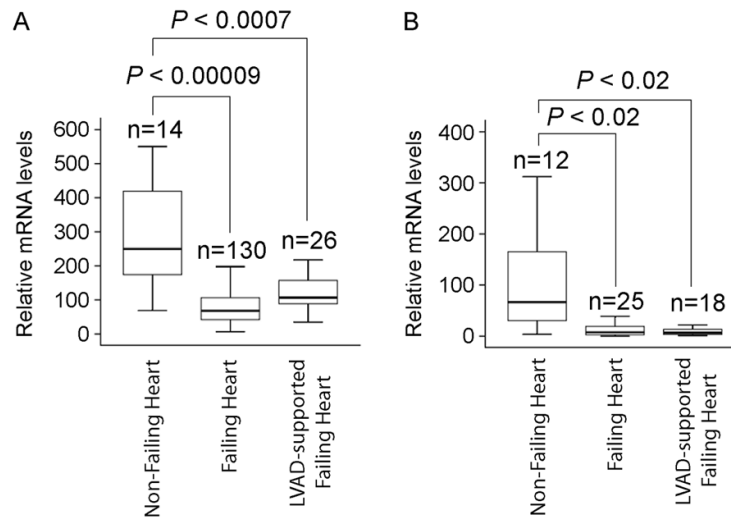 A
P < 0.0007
P < 0.00009
Relative mRNA levels
600
500
400
300
200
100
0
n=14
n=130
n=26
Non-Failing Heart
Failing Heart
LVAD-supported
Failing Heart
B
P < 0.02
P < 0.02
Relative mRNA levels
400
300
200
100
0
n=12
n=25
n=18
Non-Failing Heart
Failing Heart
LVAD-supported
Failing Heart